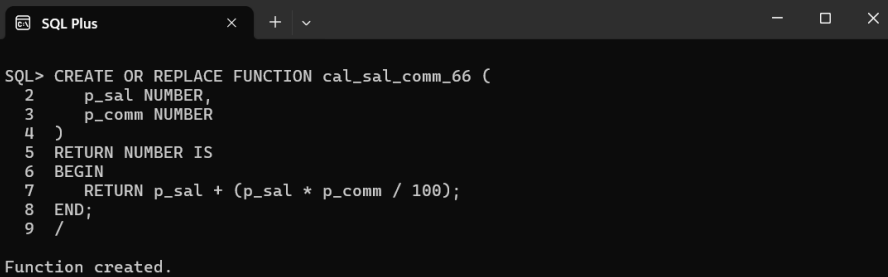 SQL Plus
SQL> CREATE OR REPLACE FUNCTION cal_sal_comm_66 (
  2     p_sal NUMBER,
  3     p_comm NUMBER
  4  )
  5  RETURN NUMBER IS
  6  BEGIN
  7     RETURN p_sal + (p_sal * p_comm / 100);
  8  END;
  9  /
Function created.